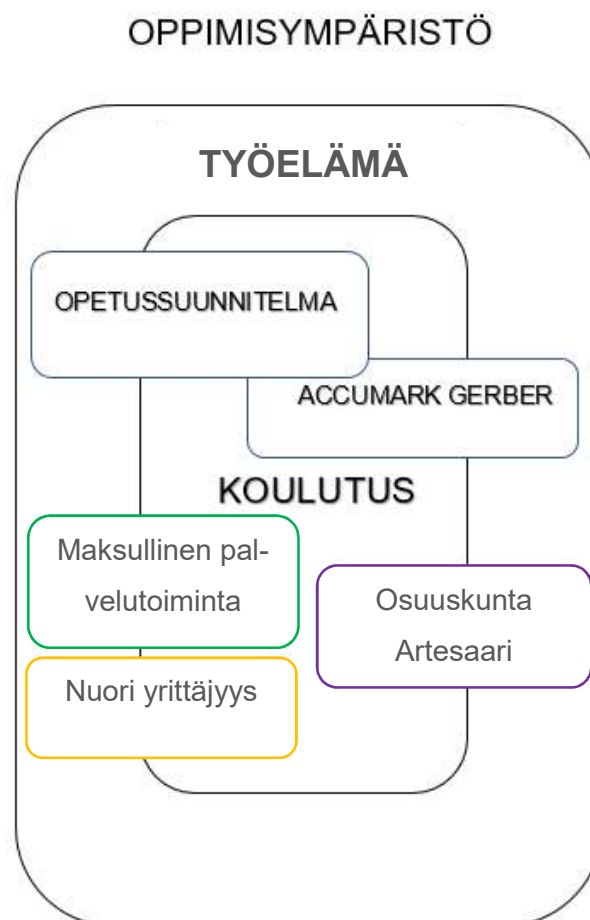 OPPIMISYMPÄRISTÖ
TYÖELÄMÄ
OPETUSSUUNNITELMA
ACCUMARK GERBER
KOULUTUS
Maksullinen pal-
velutoiminta
Osuuskunta
Artesaari
Nuori yrittäjyys